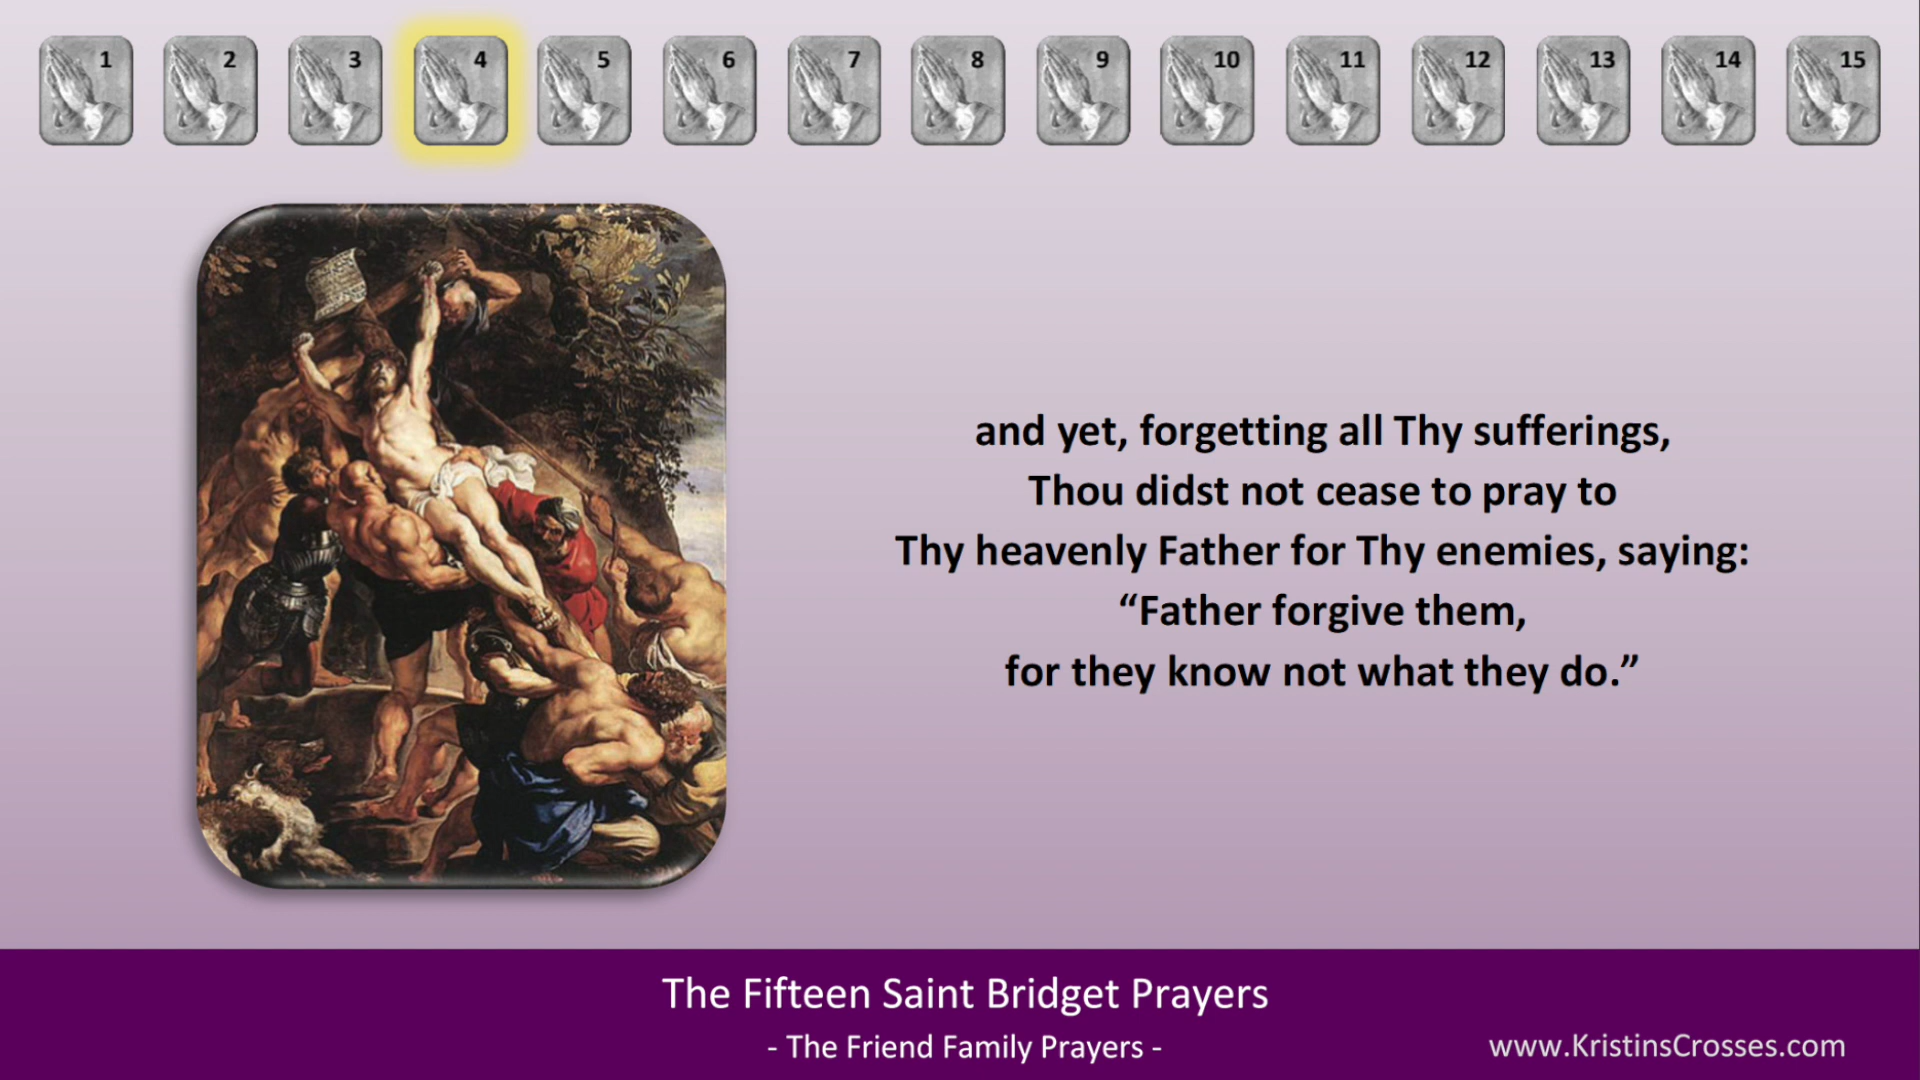 1 2 3 4 5 6 7 8 9 10 11 12 13 14 15
and yet, forgetting all Thy sufferings,
Thou didst not cease to pray to
Thy heavenly Father for Thy enemies, saying:
“Father forgive them,
for they know not what they do.”
The Fifteen Saint Bridget Prayers
- The Friend Family Prayers -
www.KristinsCrosses.com